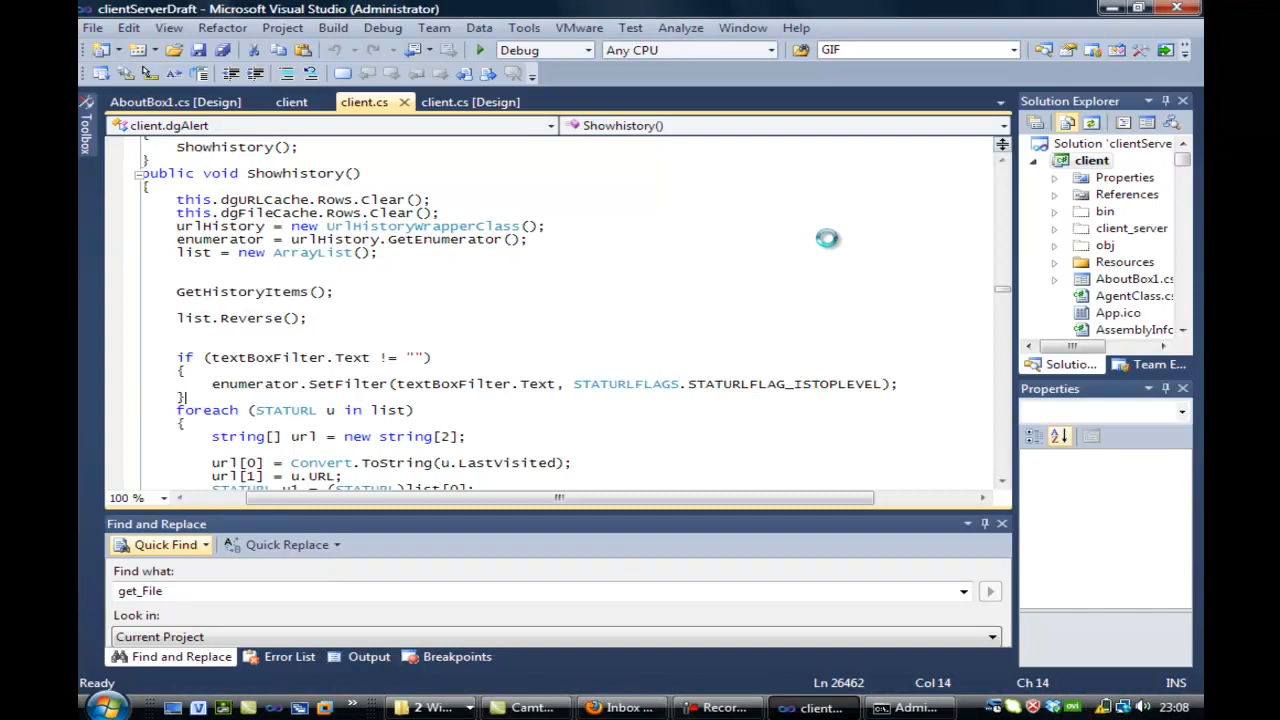 clientServerDraft - Microsoft Visual Studio (Administrator)
File Edit View Refactor Project Build Debug Team Data Tools VMware Test Analyze Window Help
Debug Any CPU GIF
AboutBox1.cs [Design] client client.cs client.cs [Design]
client.dgAlert Showhistory()
Toolbox
{
Showhistory();
}
public void Showhistory()
{
this.dgURLCache.Rows.Clear();
this.dgFileCache.Rows.Clear();
urlHistory = new UrlHistoryWrapperClass();
enumerator = urlHistory.GetEnumerator();
list = new ArrayList();
GetHistoryItems();
list.Reverse();
if (textBoxFilter.Text != "")
{
enumerator.SetFilter(textBoxFilter.Text, STATURLFLAGS.STATURLFLAG_ISTOPLEVEL);
}
foreach (STATURL u in list)
{
string[] url = new string[2];
url[0] = Convert.ToString(u.LastVisited);
url[1] = u.URL;
STATURL u1 = (STATURL)list[0];
100 %
Solution Explorer
Solution 'clientServe
client
Properties
References
bin
client_server
obj
Resources
AboutBox1.cs
AgentClass.cs
App.ico
AssemblyInfo
Solutio... Team E...
Properties
Find and Replace
Quick Find Quick Replace
Find what:
get_File
Look in:
Current Project
Find and Replace Error List Output Breakpoints
Ready Ln 26462 Col 14 Ch 14 INS
2 Wi... Camt... Inbox ... Recor... client... Admi... 23:08